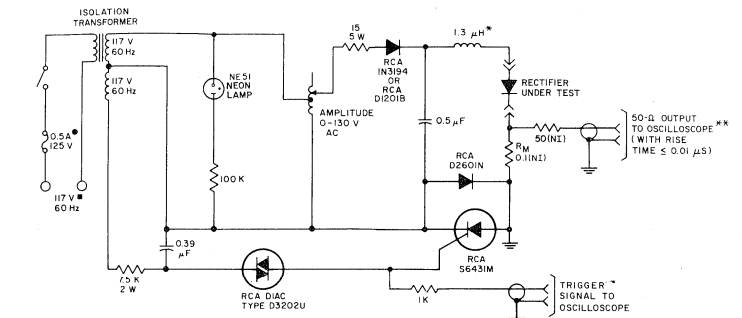 ISOLATION
TRANSFORMER
117 V
60 Hz
117 V
60 Hz
0.5A●
125 V
117 V■
60 Hz
NE51
NEON
LAMP
100 K
AMPLITUDE
0-130 V
AC
15
5 W
RCA
1N3194
OR
RCA
D1201B
1.3 µH*
RECTIFIER
UNDER TEST
0.5 µF
50(NI)
50-Ω OUTPUT
TO OSCILLOSCOPE**
(WITH RISE
TIME ≤ 0.01 µS)
RM
0.1(NI)
RCA
D2601N
RCA
S6431M
0.39
µF
7.5 K
2 W
RCA DIAC
TYPE D3202U
1K
TRIGGER
SIGNAL TO
OSCILLOSCOPE